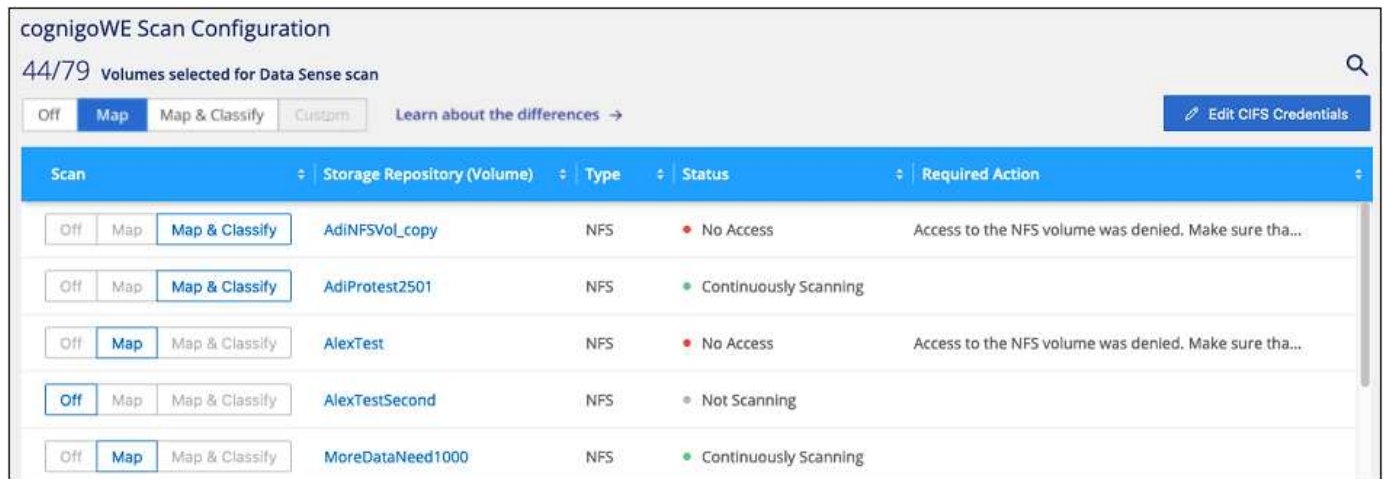 cognigoWE Scan Configuration
44/79 Volumes selected for Data Sense scan
Off Map Map & Classify Custom Learn about the differences → Edit CIFS Credentials
Scan Storage Repository (Volume) Type Status Required Action
Off Map Map & Classify AdiNFSVol_copy NFS No Access Access to the NFS volume was denied. Make sure tha...
Off Map Map & Classify AdiProtest2501 NFS Continuously Scanning
Off Map Map & Classify AlexTest NFS No Access Access to the NFS volume was denied. Make sure tha...
Off Map Map & Classify AlexTestSecond NFS Not Scanning
Off Map Map & Classify MoreDataNeed1000 NFS Continuously Scanning